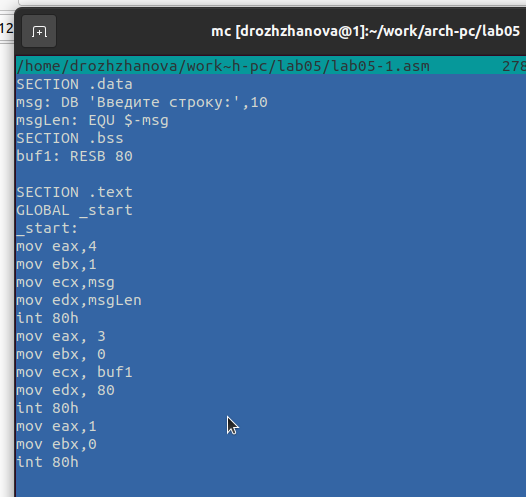 12
mc [drozhzhanova@1]:~/work/arch-pc/lab05
/home/drozhzhanova/work~h-pc/lab05/lab05-1.asm 278
SECTION .data
msg: DB 'Введите строку:',10
msgLen: EQU $-msg
SECTION .bss
buf1: RESB 80
SECTION .text
GLOBAL _start
_start:
mov eax,4
mov ebx,1
mov ecx,msg
mov edx,msgLen
int 80h
mov eax, 3
mov ebx, 0
mov ecx, buf1
mov edx, 80
int 80h
mov eax,1
mov ebx,0
int 80h